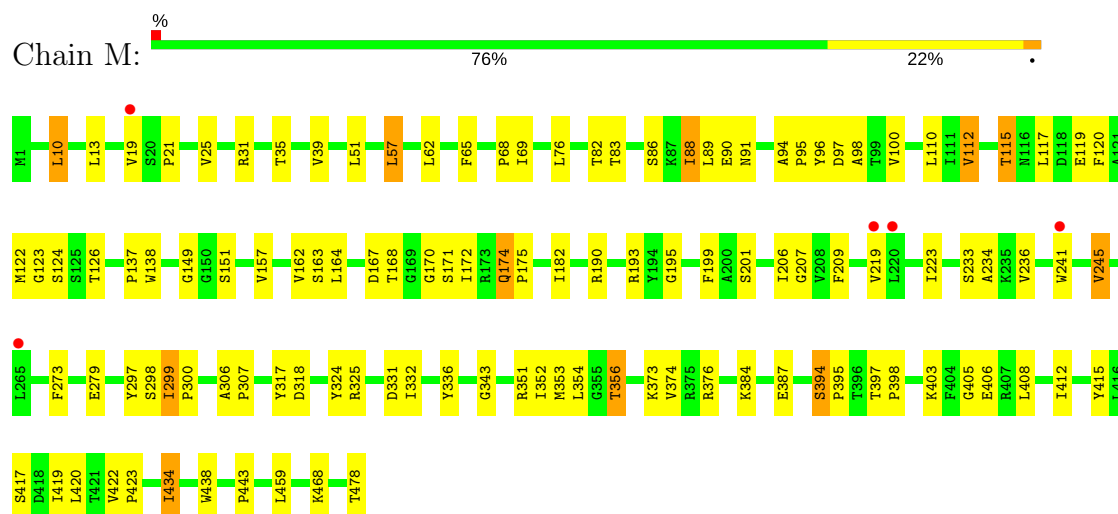 %
Chain M:
76% 22% •
M1 L10 L13 V19 S20 P21 V25 R31 T35 V39 L51 L57 L62 F65 P68 I69 L76 T82 T83 S86 K87 I88 L89 E90 N91 A94 P95 Y96 D97 A98 T99 V100 L110 I111 V112 T115 N116 L117 D118 E119 F120 A121
M122 G123 S124 S125 T126 P137 W138 G149 G150 S151 V157 V162 S163 L164 D167 T168 G169 G170 S171 I172 R173 Q174 P175 I182 R190 R193 Y194 G195 F199 A200 S201 I206 G207 V208 F209 V219 L220 I223 S233 A234 K235 V236 W241 V245
L265 F273 E279 Y297 S298 I299 P300 A306 P307 Y317 D318 Y324 R325 D331 I332 Y336 G343 R351 I352 M353 L354 G355 T356 K373 V374 R375 R376 K384 E387 S394 P395 T396 T397 P398 K403 F404 G405 E406 R407 L408 I412 Y415 L416
S417 D418 I419 L420 T421 V422 P423 I434 W438 P443 L459 K468 T478